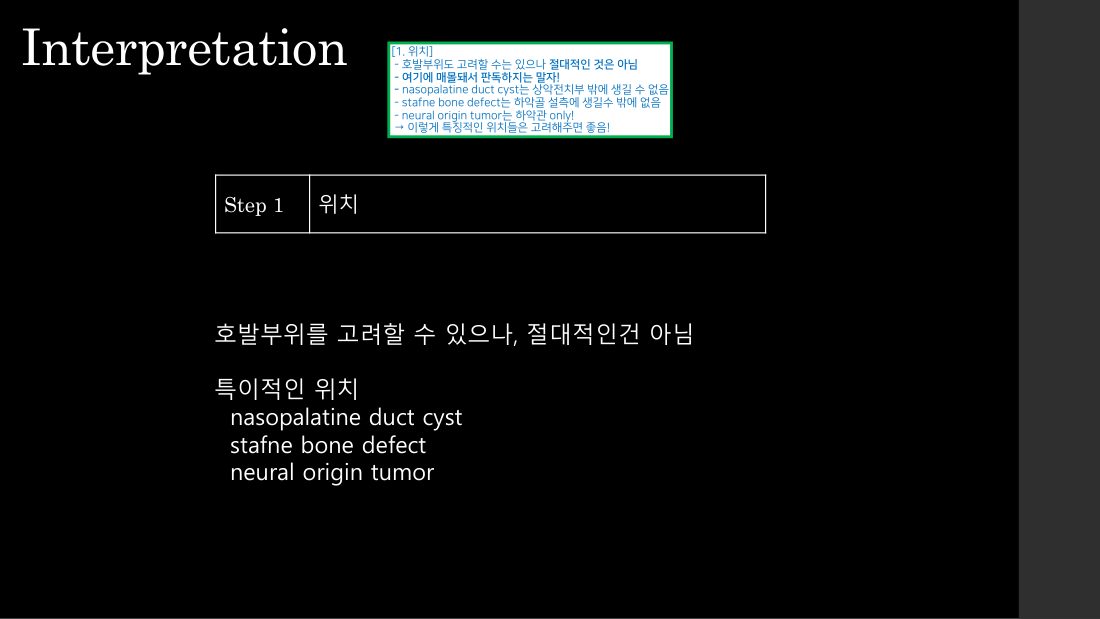 Interpretation
[1. 위치]
- 호발부위도 고려할 수는 있으나 절대적인 것은 아님
- 여기에 매몰돼서 판독하지는 말자!
- nasopalatine duct cyst는 상악전치부 밖에 생길 수 없음
- stafne bone defect는 하악골 설측에 생길수 밖에 없음
- neural origin tumor는 하악관 only!
→ 이렇게 특징적인 위치들은 고려해주면 좋음!
Step 1 위치
호발부위를 고려할 수 있으나, 절대적인건 아님
특이적인 위치
nasopalatine duct cyst
stafne bone defect
neural origin tumor